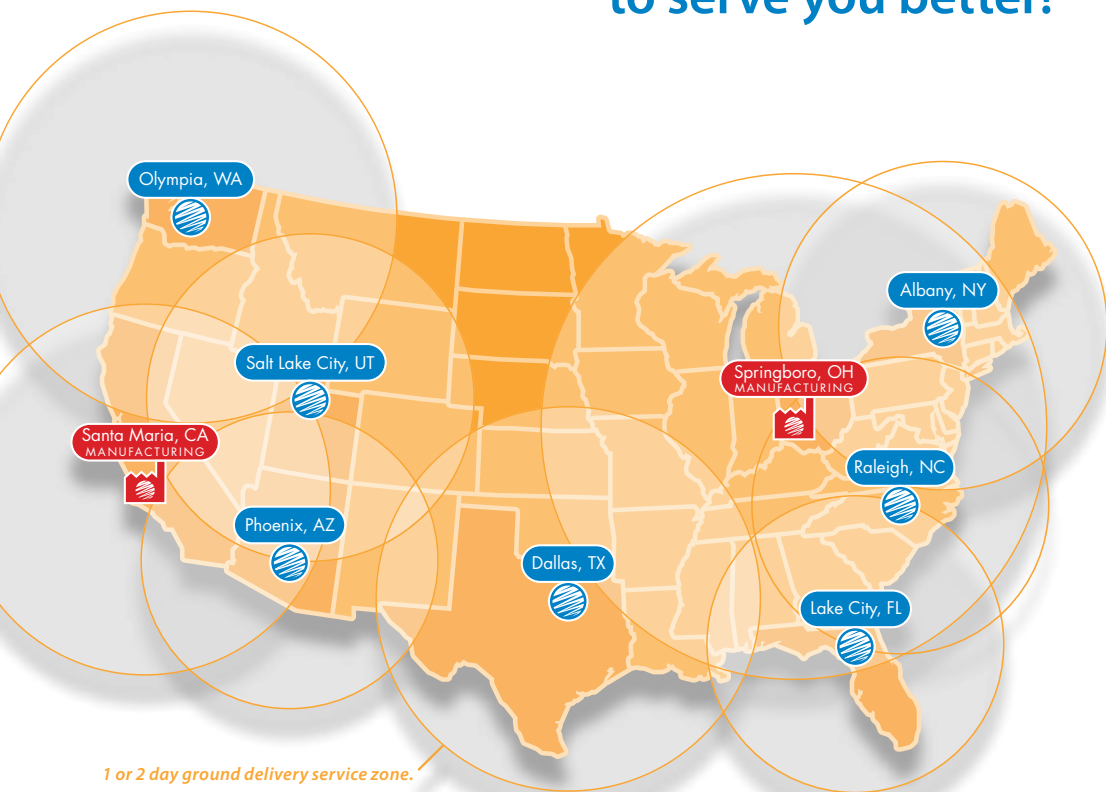 to serve you better!
Olympia, WA
Albany, NY
Salt Lake City, UT
Springboro, OH
MANUFACTURING
Santa Maria, CA
MANUFACTURING
Raleigh, NC
Phoenix, AZ
Dallas, TX
Lake City, FL
1 or 2 day ground delivery service zone.